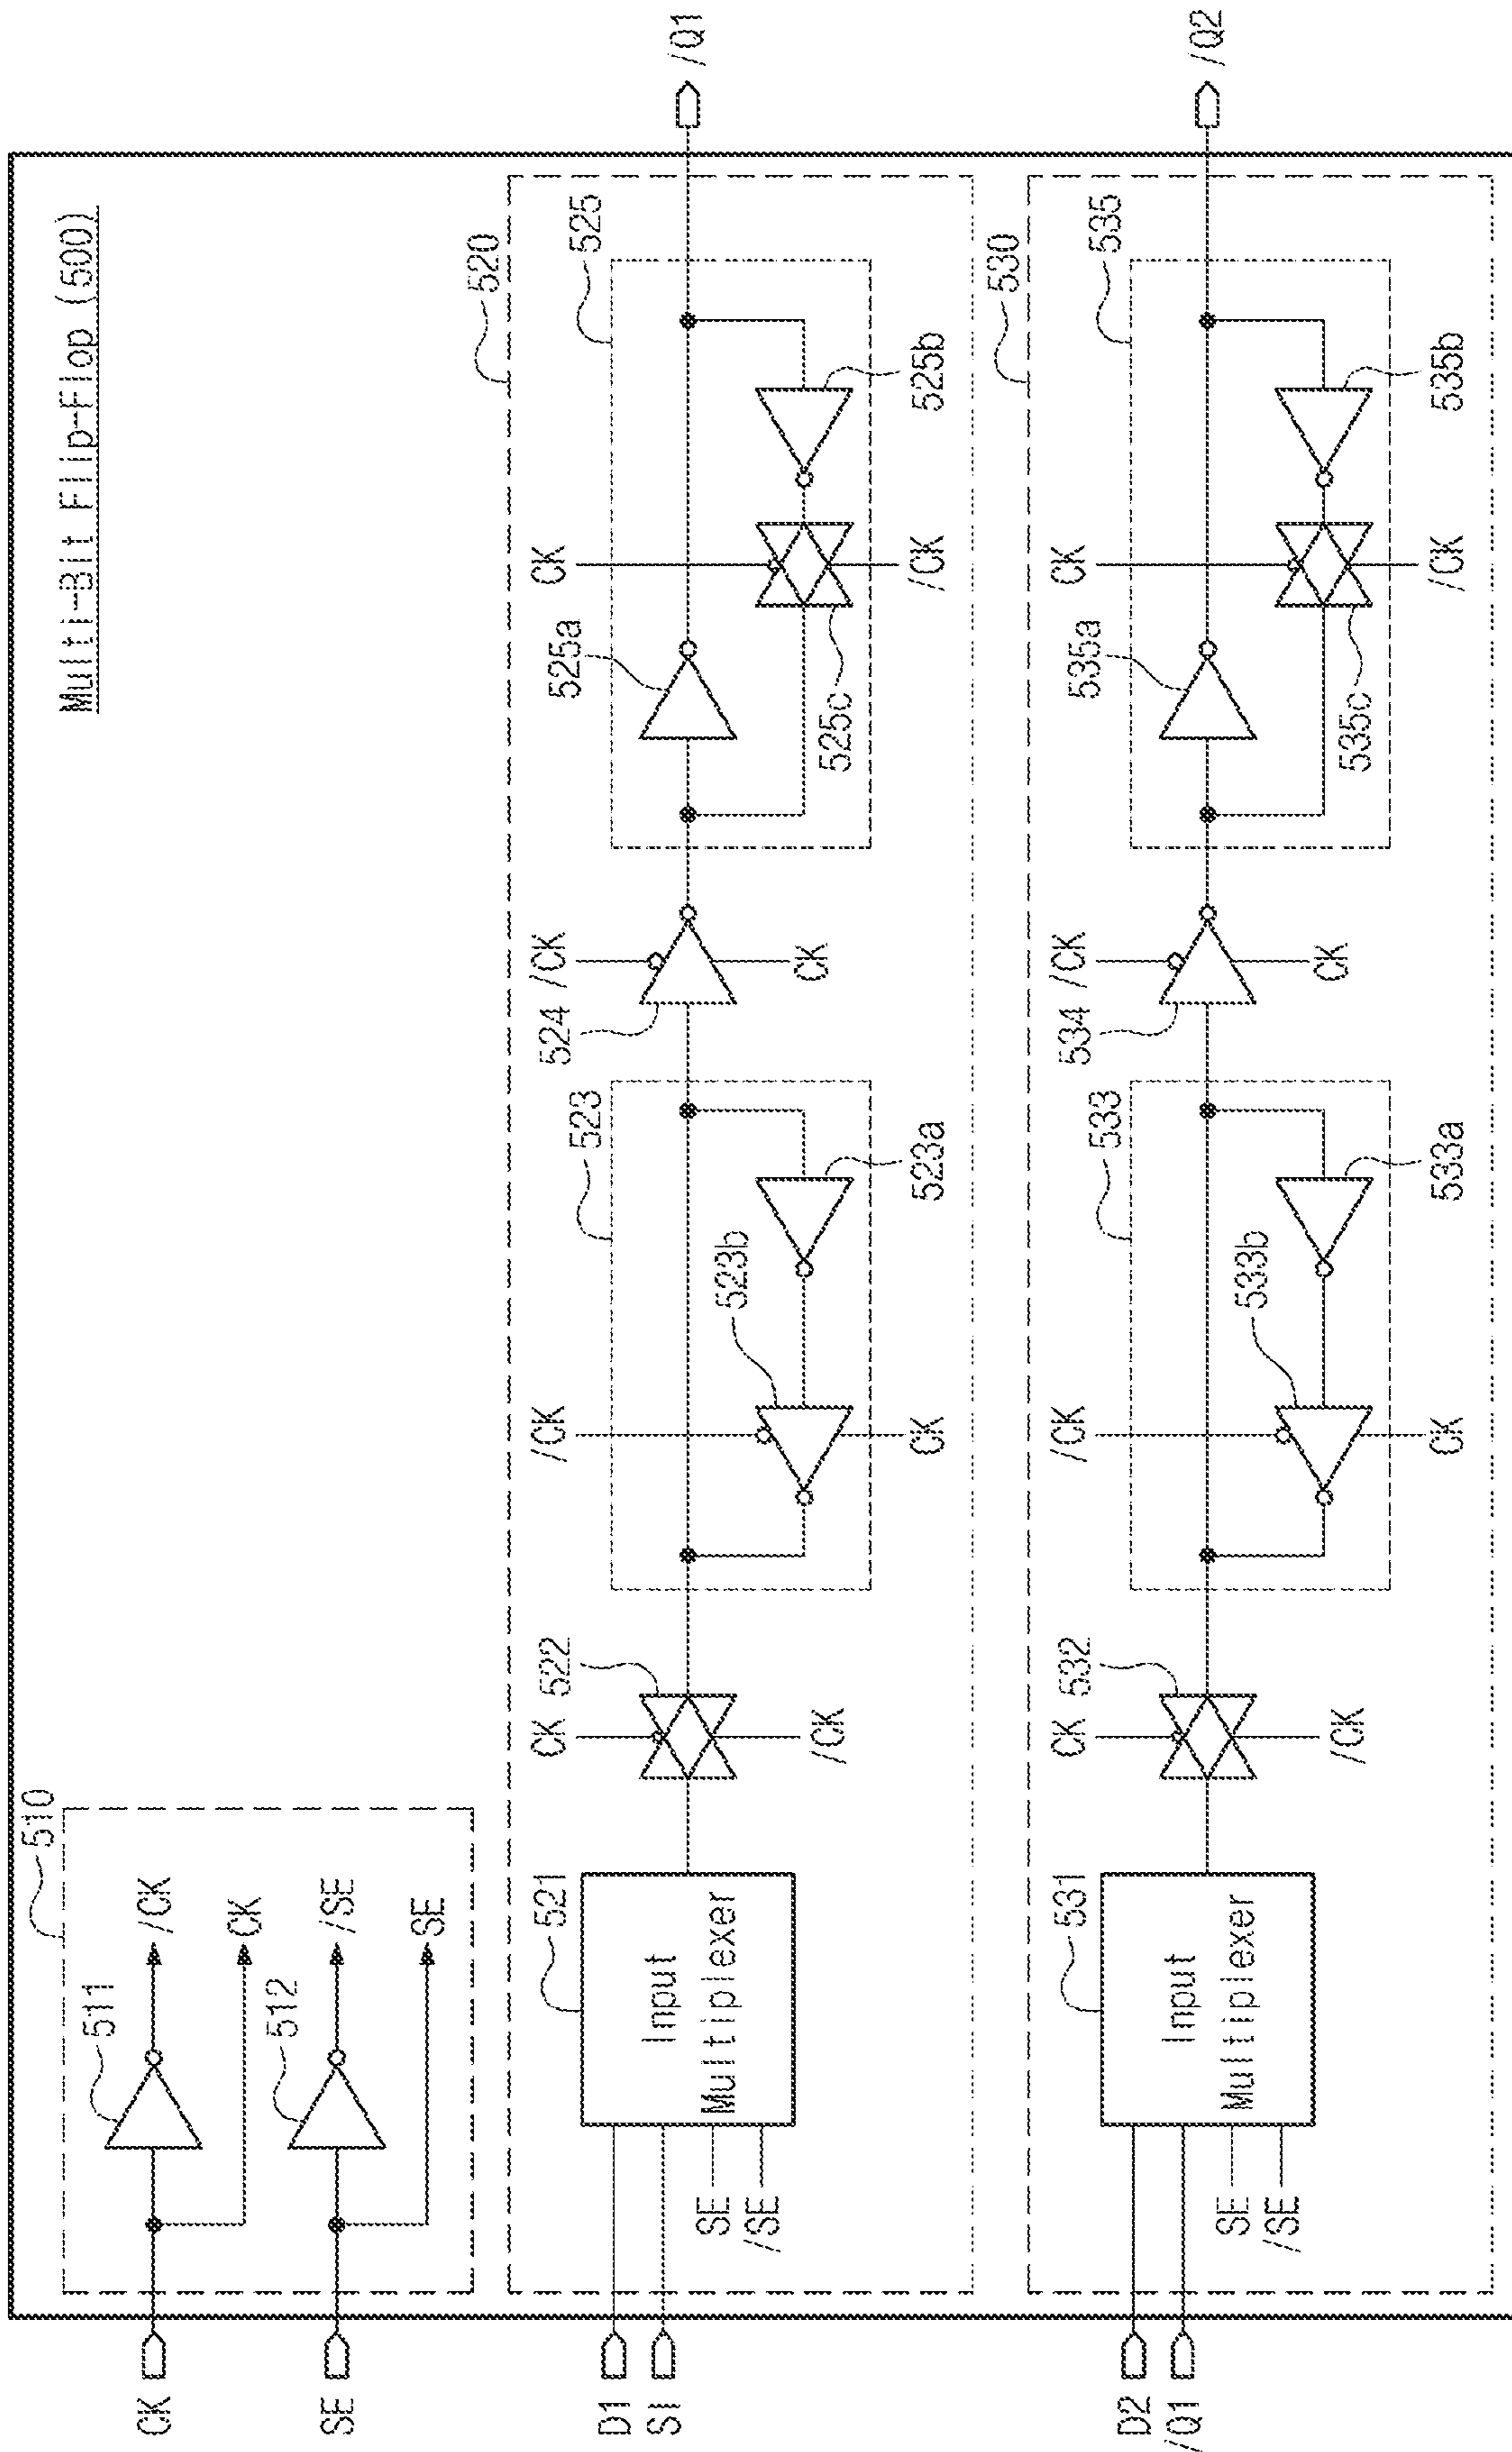 Multi-Bit Flip-Flop (500)
510
CK
511
/CK
CK
SE
512
/SE
SE
520
D1
SI
SE
/SE
521
Input
Multiplexer
CK
522
/CK
523
/CK
523b
CK
523a
/CK
524
CK
525
525a
CK
525c
/CK
525b
/Q1
530
D2
/Q1
SE
/SE
531
Input
Multiplexer
CK
532
/CK
533
/CK
533b
CK
533a
/CK
534
CK
535
535a
CK
535c
/CK
535b
/Q2